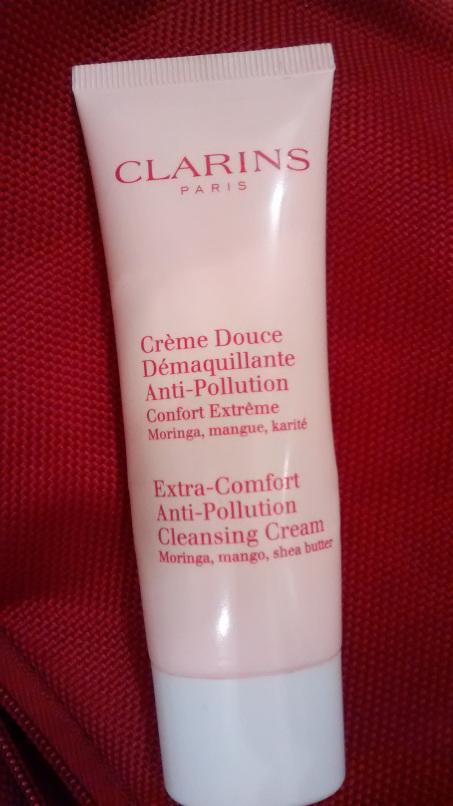 CLARINS
PARIS
Crème Douce
Démaquillante
Anti-Pollution
Confort Extrême
Moringa, mangue, karité
Extra-Comfort
Anti-Pollution
Cleansing Cream
Moringa, mango, shea butter